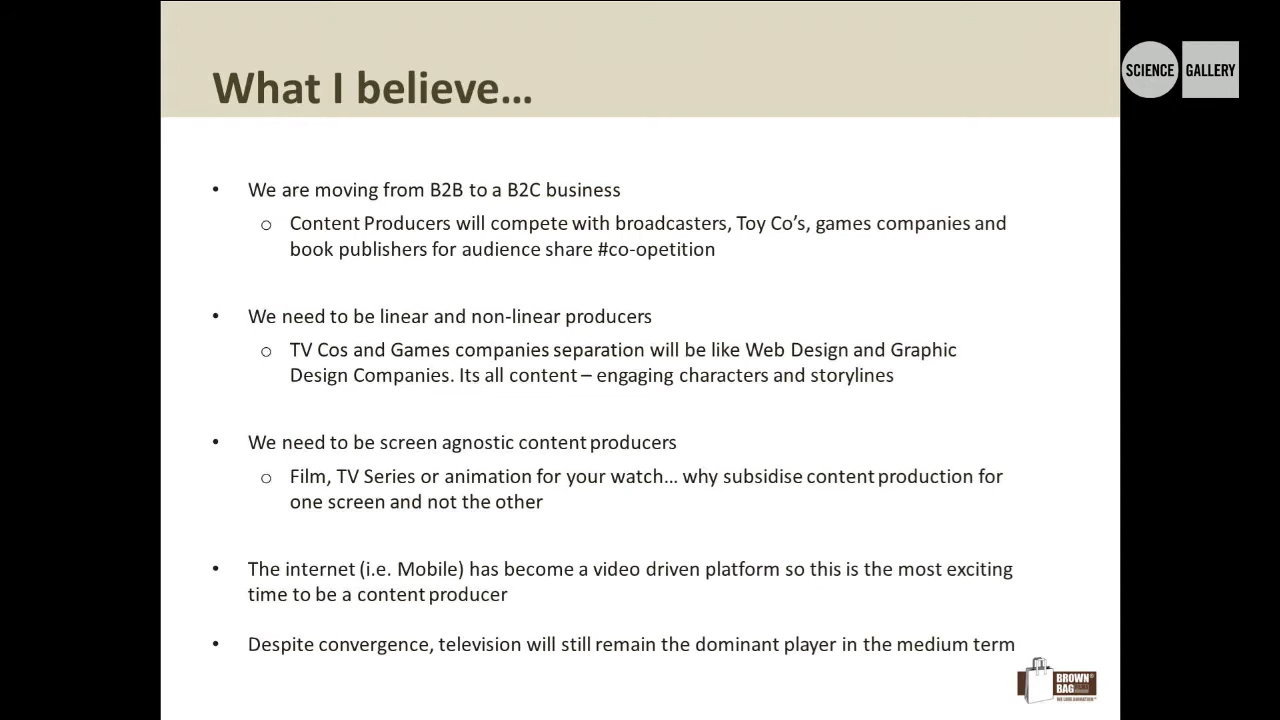 What I believe...
SCIENCE GALLERY
• We are moving from B2B to a B2C business
o Content Producers will compete with broadcasters, Toy Co's, games companies and
book publishers for audience share #co-opetition
• We need to be linear and non-linear producers
o TV Cos and Games companies separation will be like Web Design and Graphic
Design Companies. Its all content – engaging characters and storylines
• We need to be screen agnostic content producers
o Film, TV Series or animation for your watch... why subsidise content production for
one screen and not the other
• The internet (i.e. Mobile) has become a video driven platform so this is the most exciting
time to be a content producer
• Despite convergence, television will still remain the dominant player in the medium term
BROWN
BAG